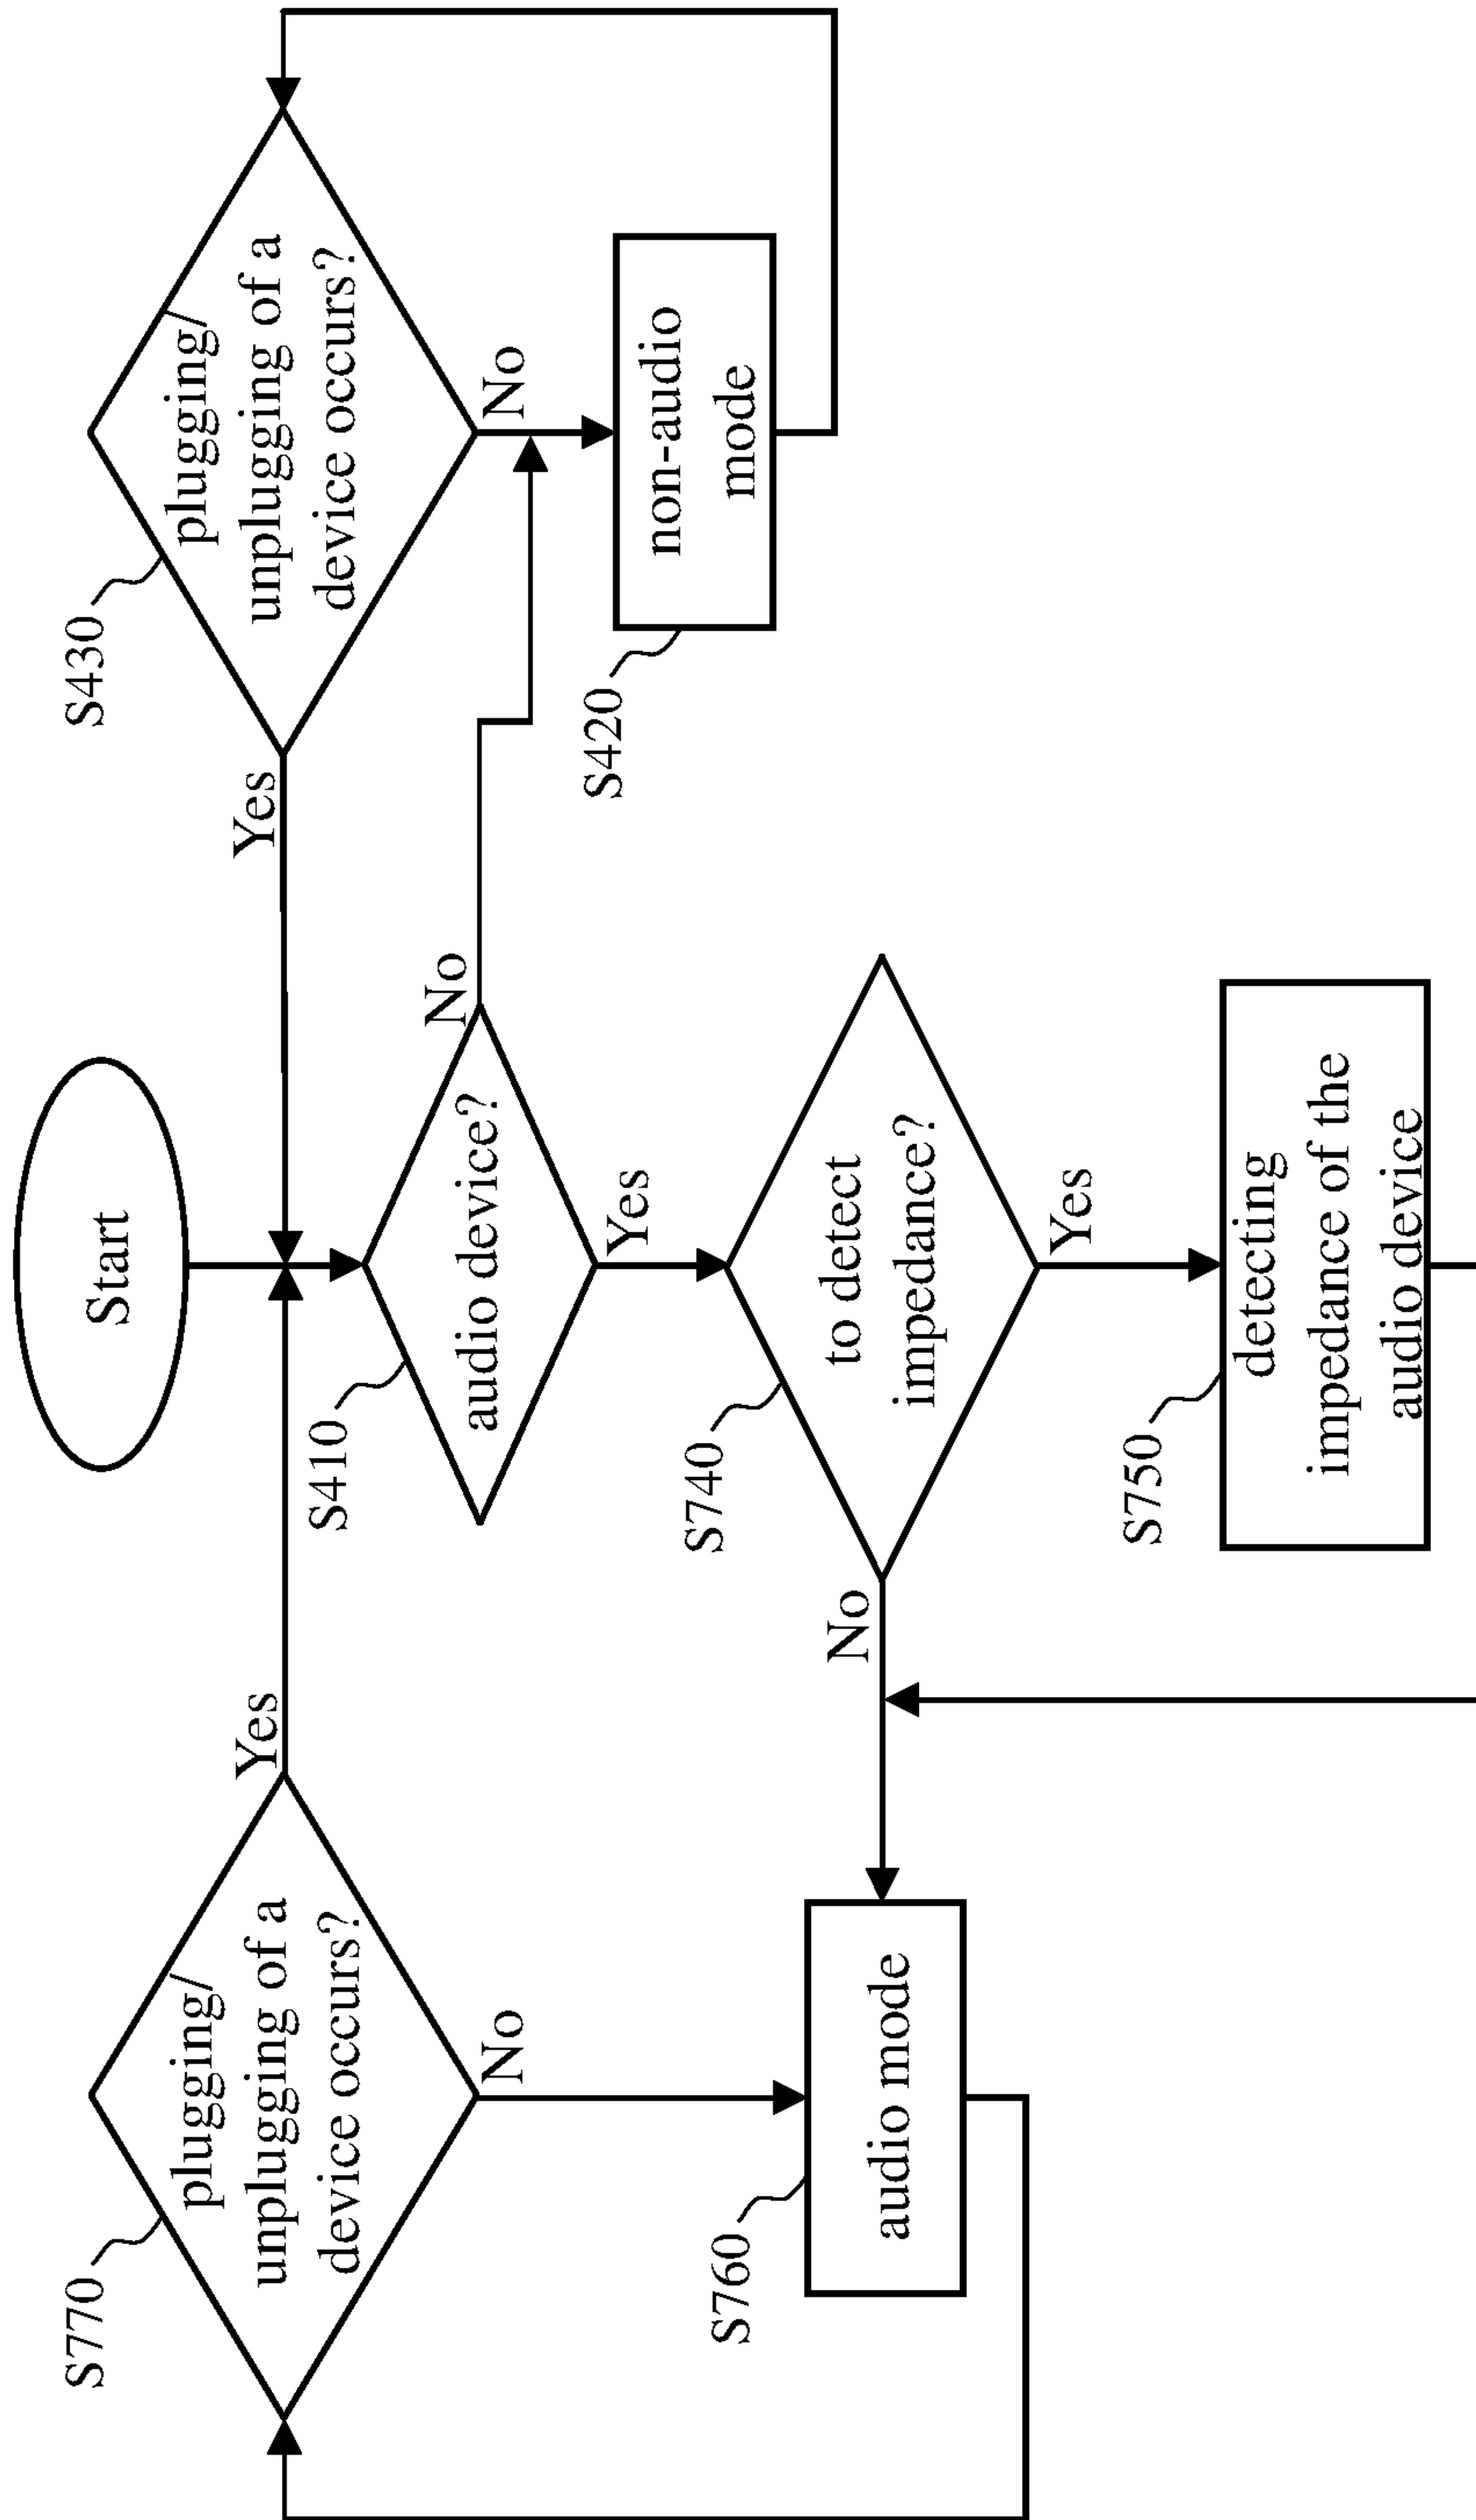 Start
S770
plugging/
unplugging of a
device occurs?
Yes
No
S430
plugging/
unplugging of a
device occurs?
Yes
No
S410
audio device?
No
Yes
S420
non-audio
mode
S740
to detect
impedance?
No
Yes
S760
audio mode
S750
detecting
impedance of the
audio device